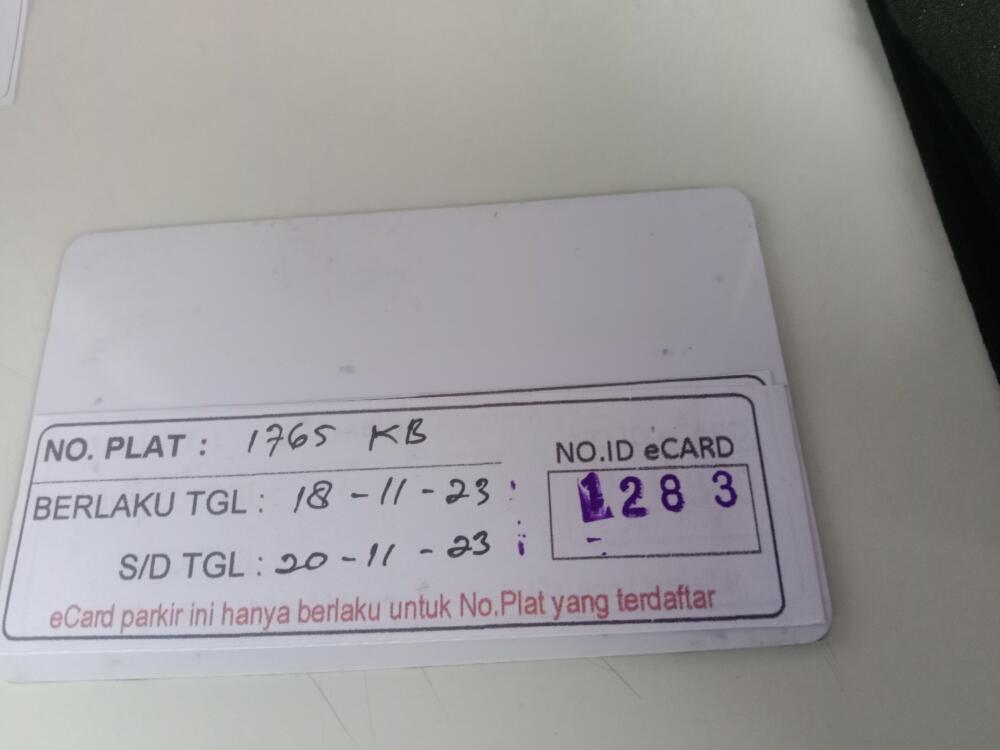 NO. PLAT : 1765 KB
NO.ID eCARD
BERLAKU TGL : 18 - 11 - 23
1283
S/D TGL : 20 - 11 - 23
eCard parkir ini hanya berlaku untuk No.Plat yang terdaftar